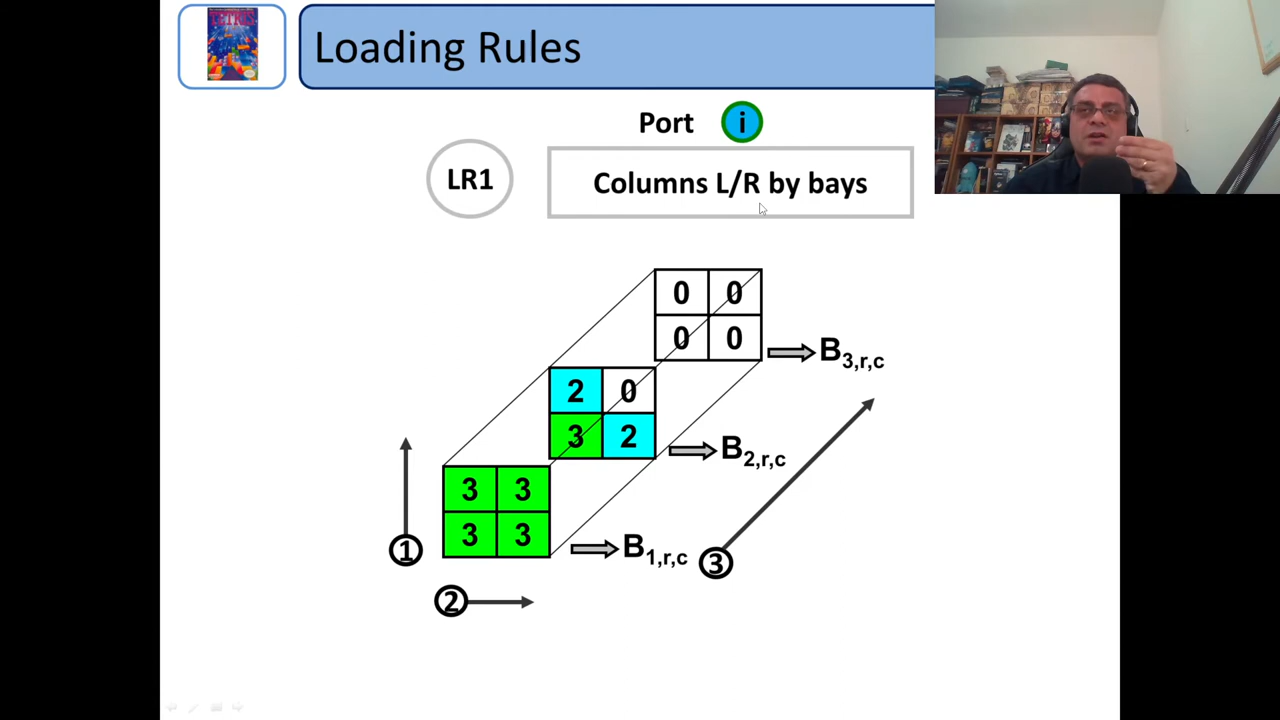 TETRIS
Loading Rules
Port i
LR1
Columns L/R by bays
0 0
0 0
B3,r,c
2 0
3 2
B2,r,c
3 3
3 3
B1,r,c
1
2
3